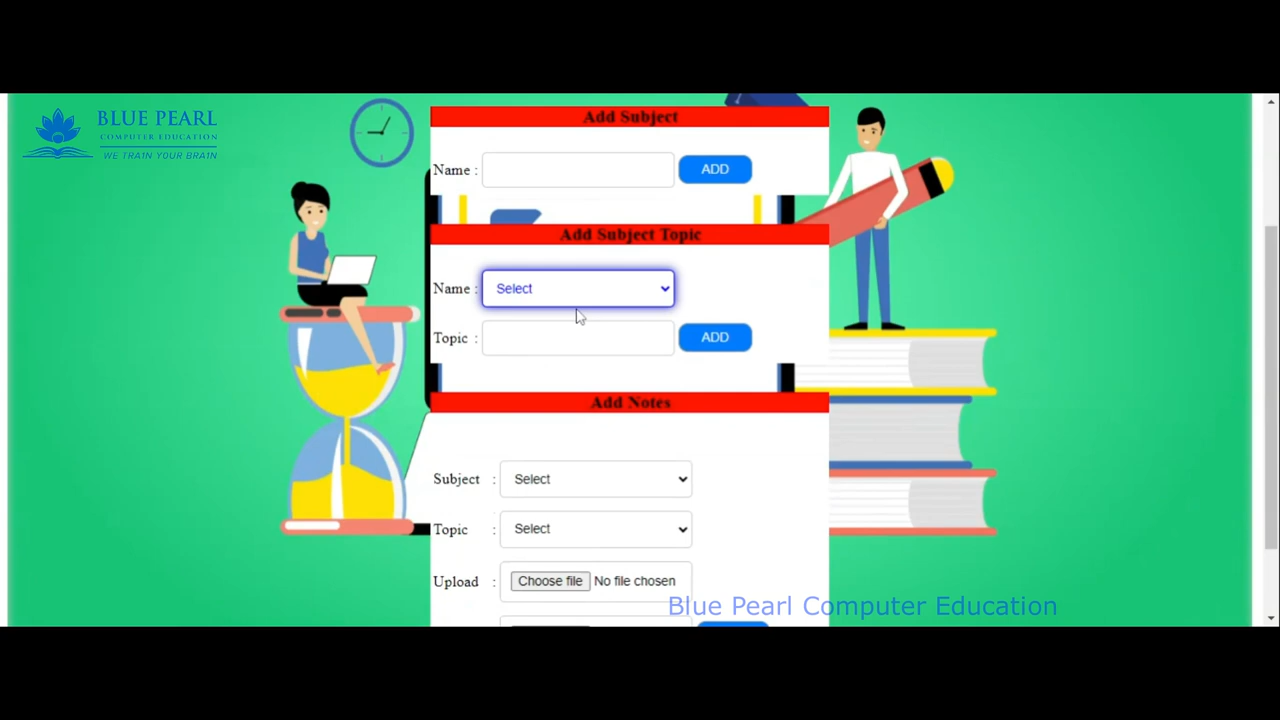 BLUE PEARL
COMPUTER EDUCATION
WE TRAIN YOUR BRAIN
Add Subject
Name :
ADD
Add Subject Topic
Name :
Select
Topic :
ADD
Add Notes
Subject :
Select
Topic :
Select
Upload :
Choose file No file chosen
Blue Pearl Computer Education